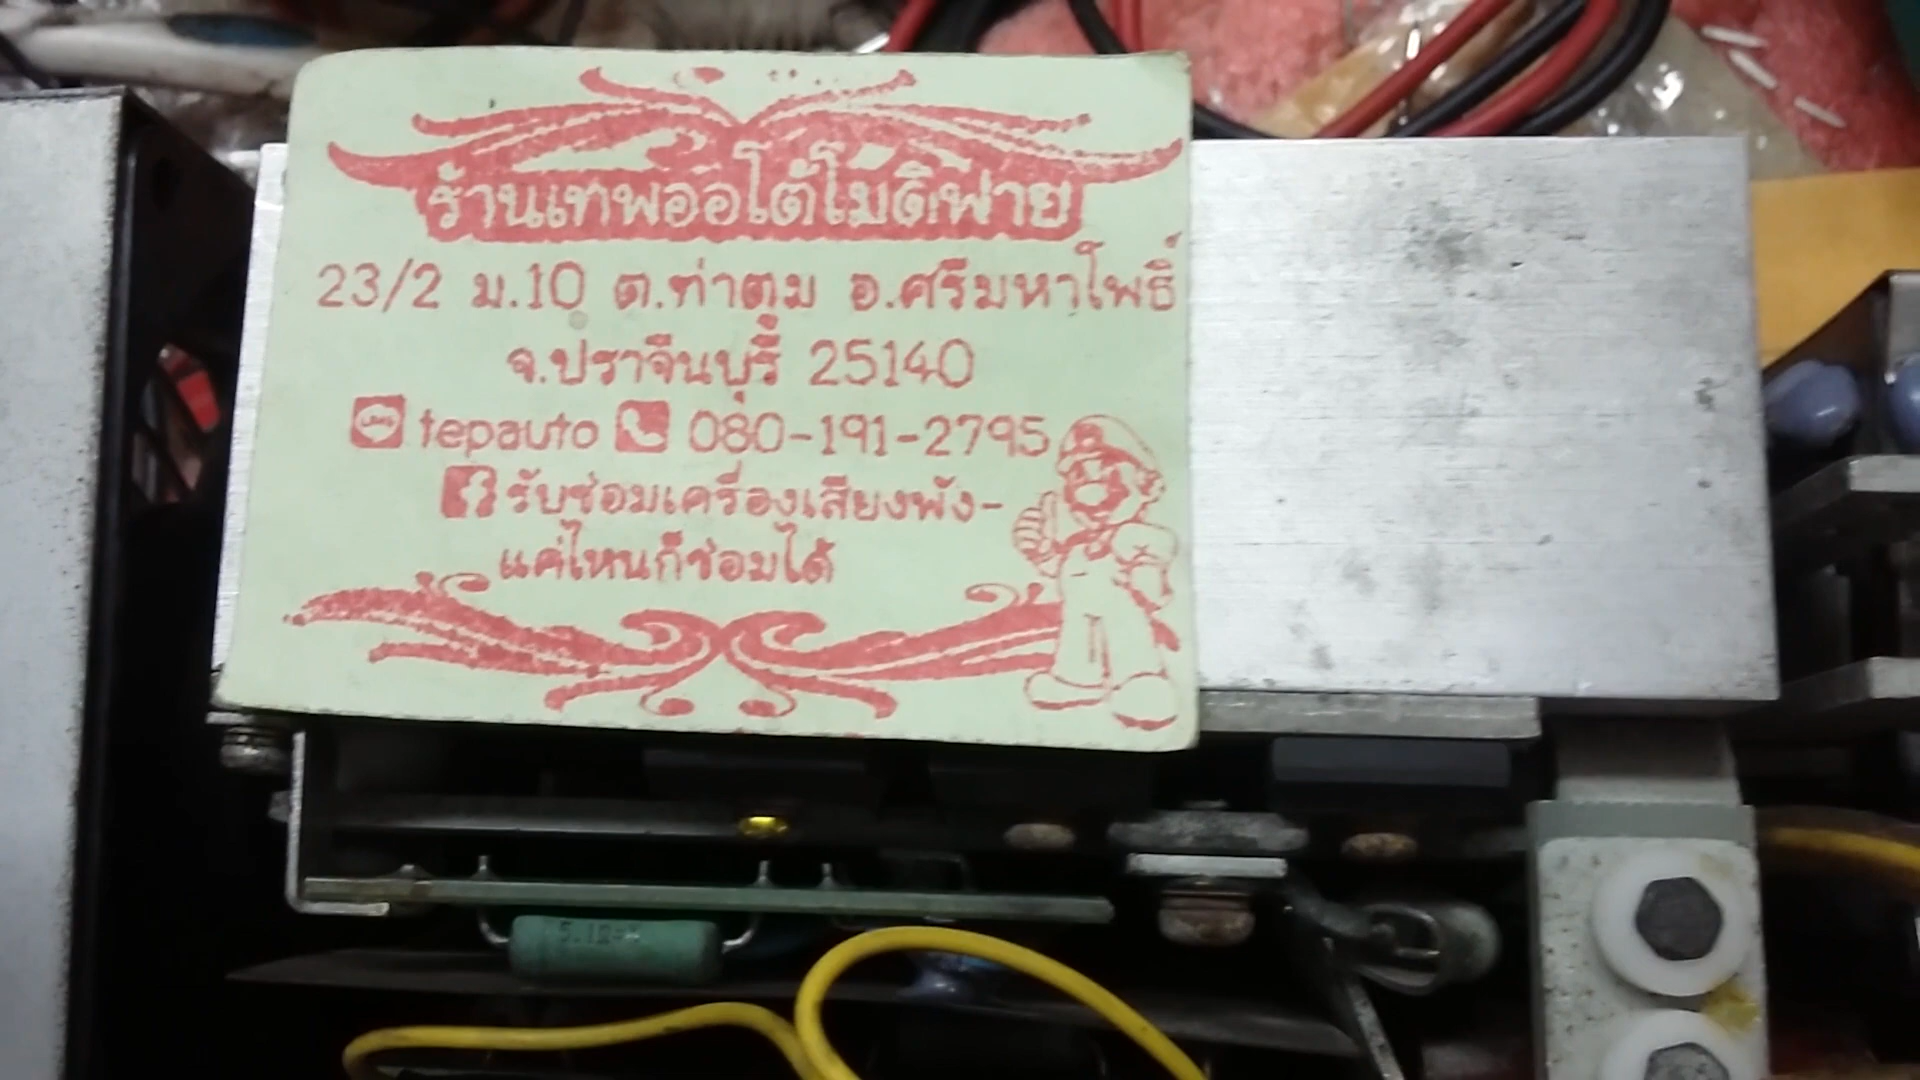 ร้านเทพออโต้โมดิฟาย
23/2 ม.10 ต.ท่าตูม อ.ศรีมหาโพธิ์
จ.ปราจีนบุรี 25140
LINE tepauto 080-191-2795
รับซ่อมเครื่องเสียงพัง-
แค่ไหนก็ซ่อมได้